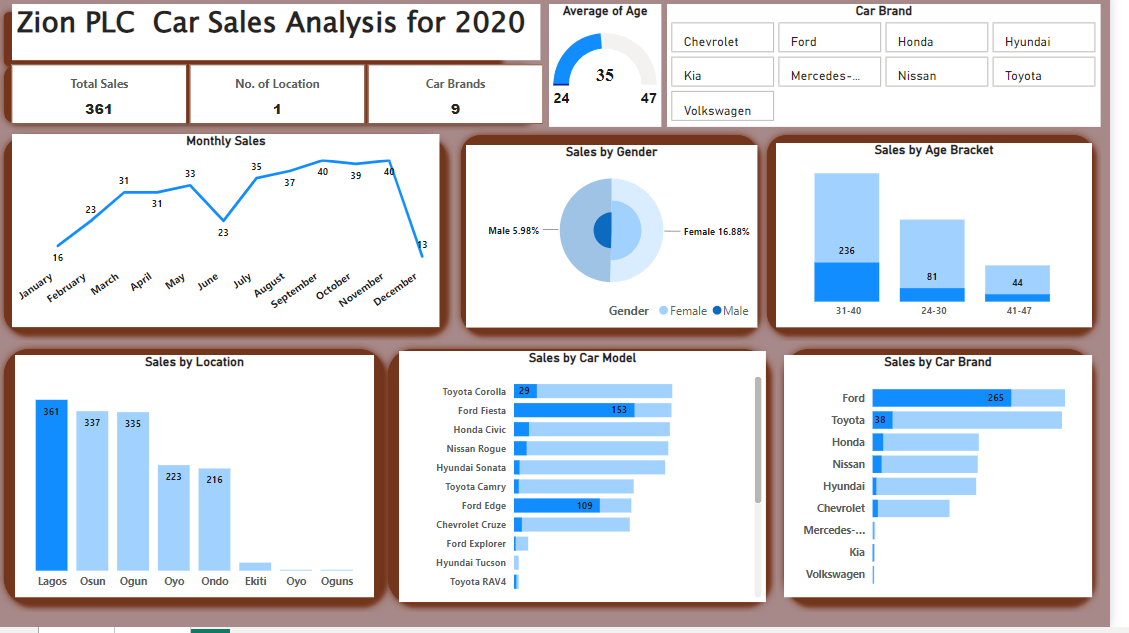 Zion PLC Car Sales Analysis for 2020
Total Sales
361
No. of Location
1
Car Brands
9
Average of Age
35
24
47
Car Brand
Chevrolet
Ford
Honda
Hyundai
Kia
Mercedes-...
Nissan
Toyota
Volkswagen
Monthly Sales
16
23
31
31
33
23
35
37
40
39
40
13
January
February
March
April
May
June
July
August
September
October
November
December
Sales by Gender
Male 5.98%
Female 16.88%
Gender
Female
Male
Sales by Age Bracket
236
81
44
31-40
24-30
41-47
Sales by Location
361
337
335
223
216
Lagos
Osun
Ogun
Oyo
Ondo
Ekiti
Oyo
Oguns
Sales by Car Model
Toyota Corolla
29
Ford Fiesta
153
Honda Civic
Nissan Rogue
Hyundai Sonata
Toyota Camry
Ford Edge
109
Chevrolet Cruze
Ford Explorer
Hyundai Tucson
Toyota RAV4
Sales by Car Brand
Ford
265
Toyota
38
Honda
Nissan
Hyundai
Chevrolet
Mercedes-...
Kia
Volkswagen